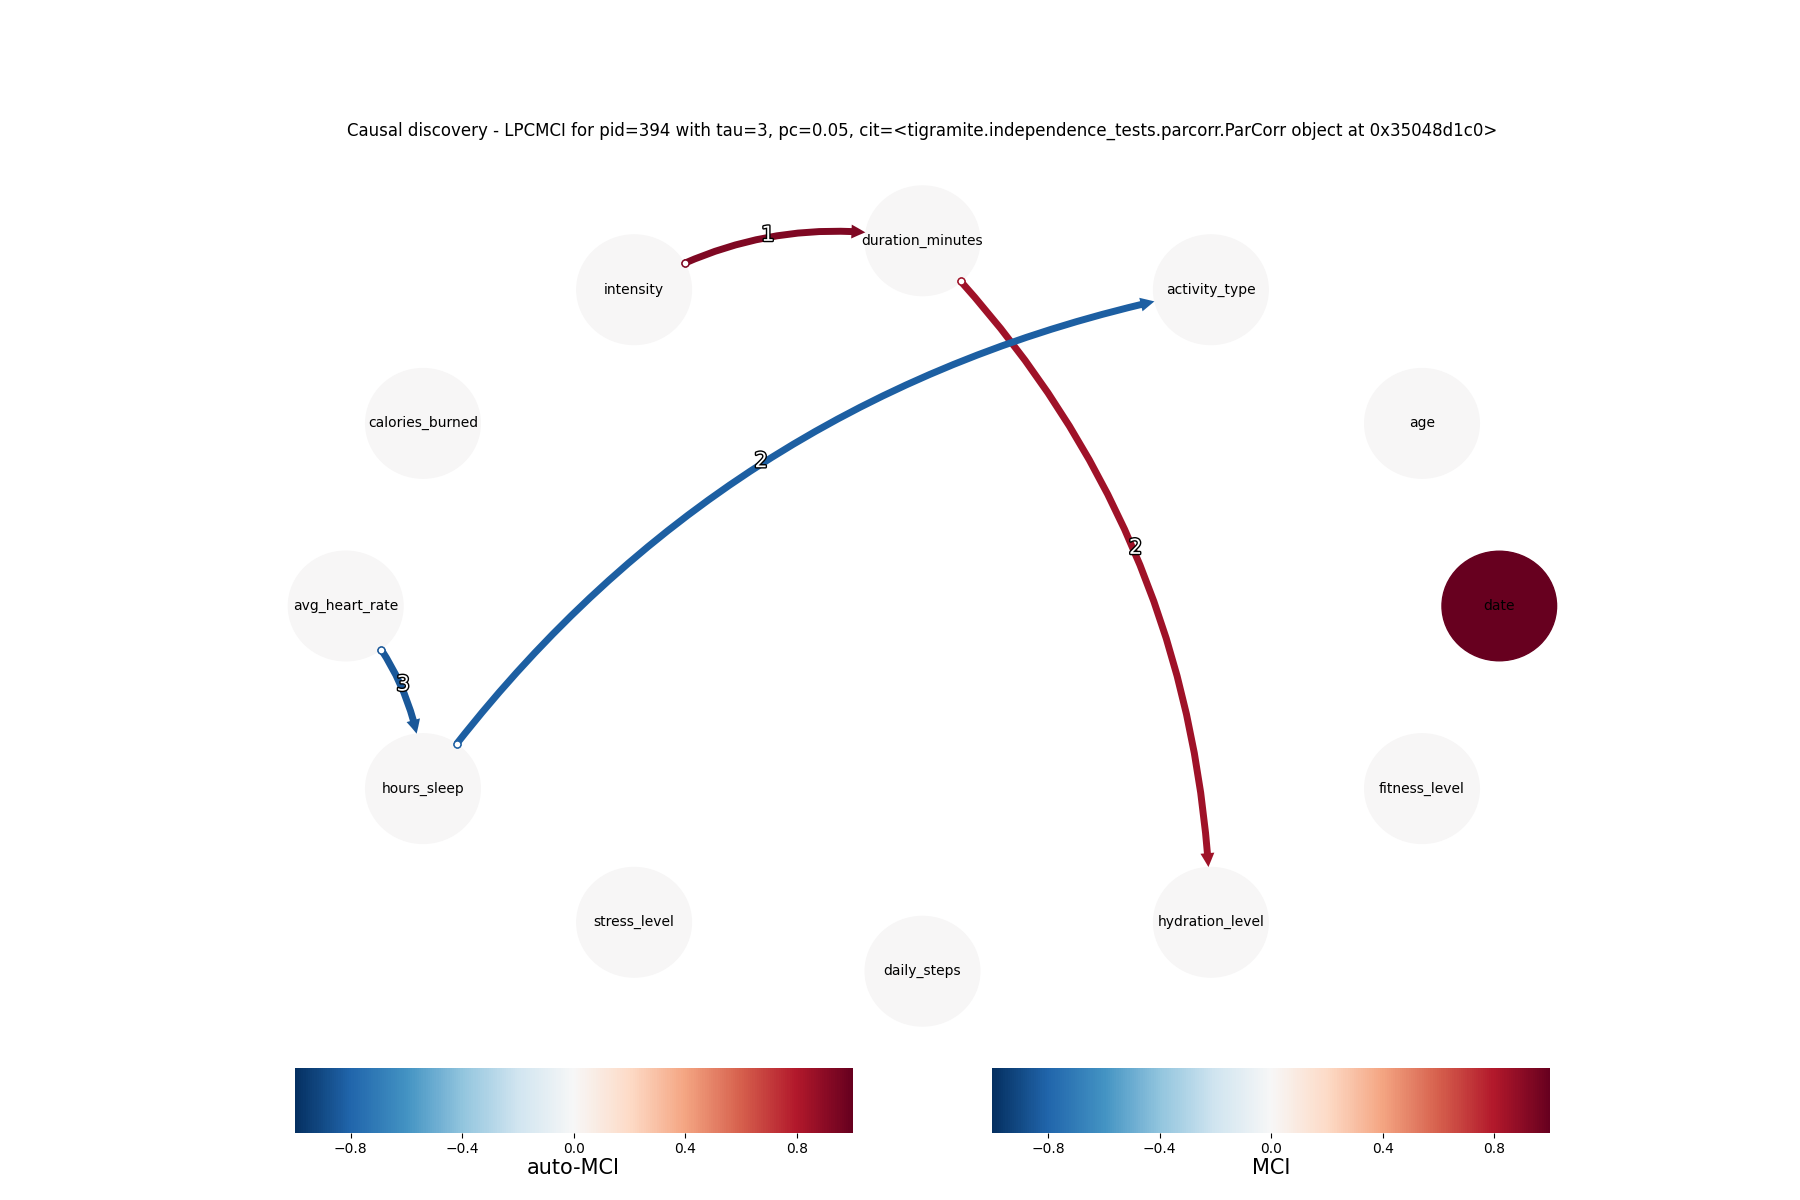 Causal discovery - LPCMCI for pid=394 with tau=3, pc=0.05, cit=<tigramite.independence_tests.parcorr.ParCorr object at 0x35048d1c0>
1
duration_minutes
intensity
activity_type
calories_burned
age
2
2
avg_heart_rate
date
3
hours_sleep
fitness_level
stress_level
hydration_level
daily_steps
−0.8 −0.4 0.0 0.4 0.8
auto-MCI
−0.8 −0.4 0.0 0.4 0.8
MCI